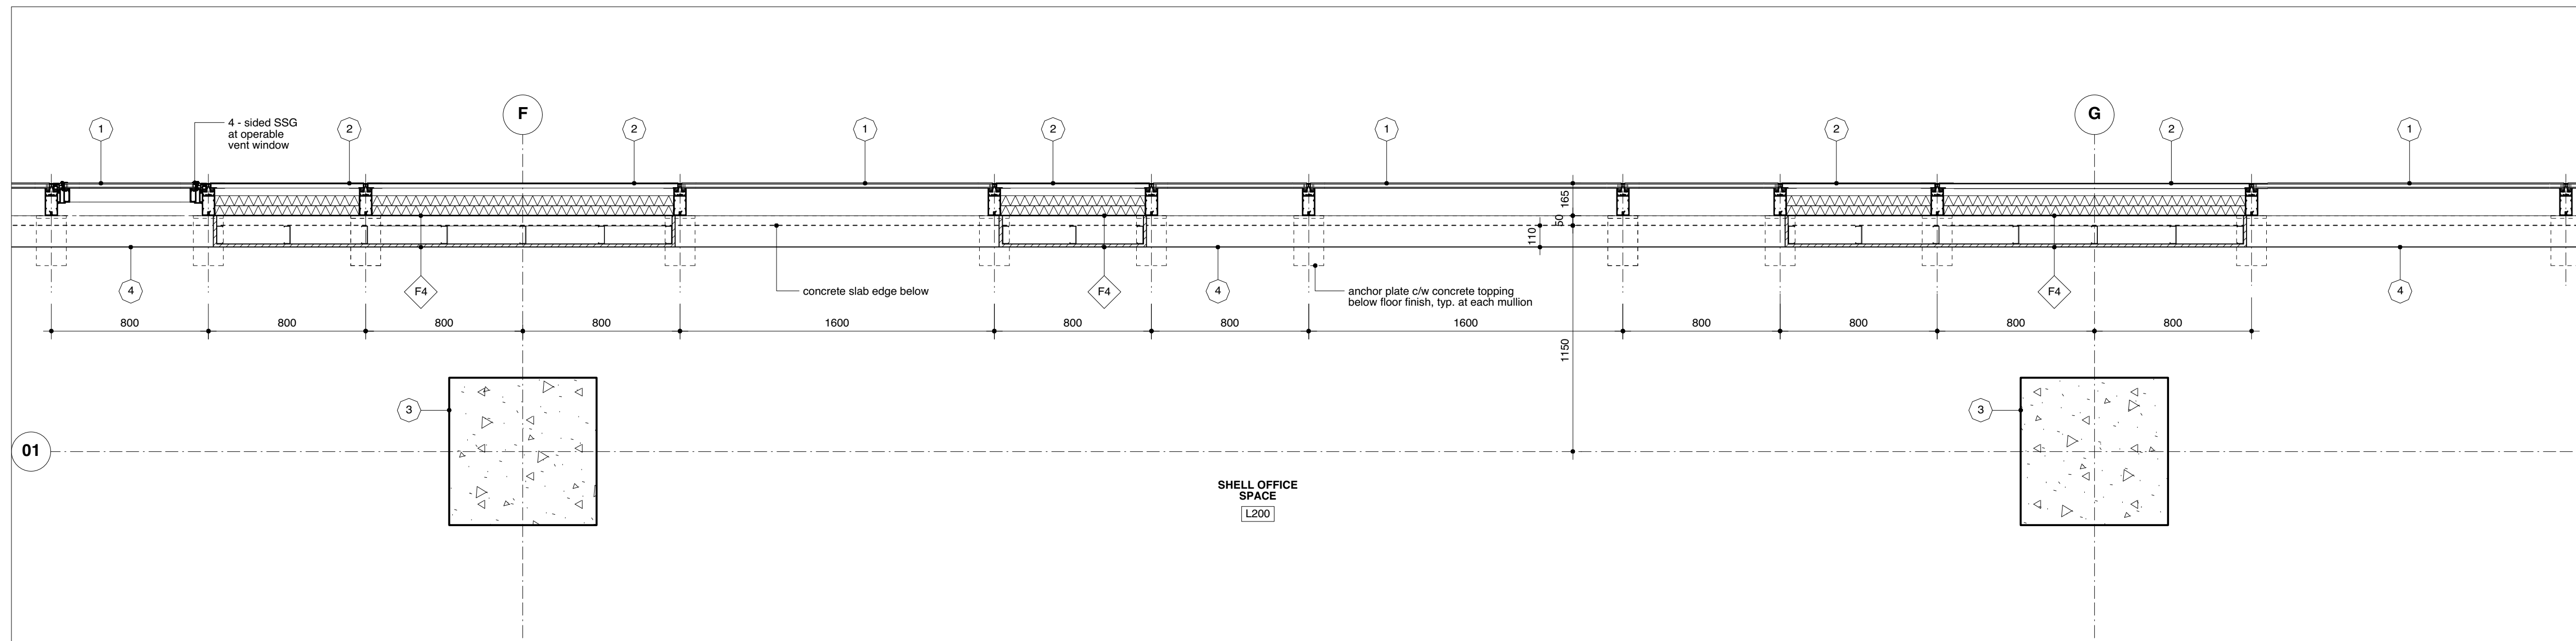 F
G
1
4 - sided SSG
at operable
vent window
2
2
1
2
1
2
2
1
165
50
110
4
F4
concrete slab edge below
F4
4
anchor plate c/w concrete topping
below floor finish, typ. at each mullion
F4
4
800
800
800
800
1600
800
800
1600
800
800
800
800
1150
3
3
01
SHELL OFFICE
SPACE
L200